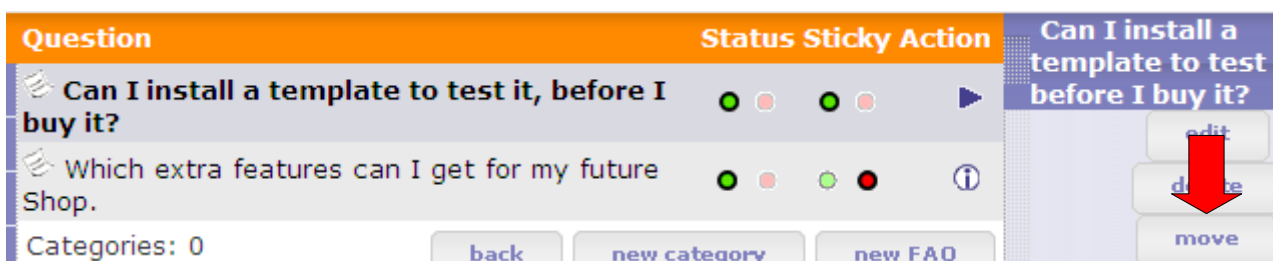 Question Status Sticky Action
Can I install a template to test it, before I
buy it?
Which extra features can I get for my future
Shop.
Categories: 0
back new category new FAQ
Can I install a
template to test
before I buy it?
edit
delete
move